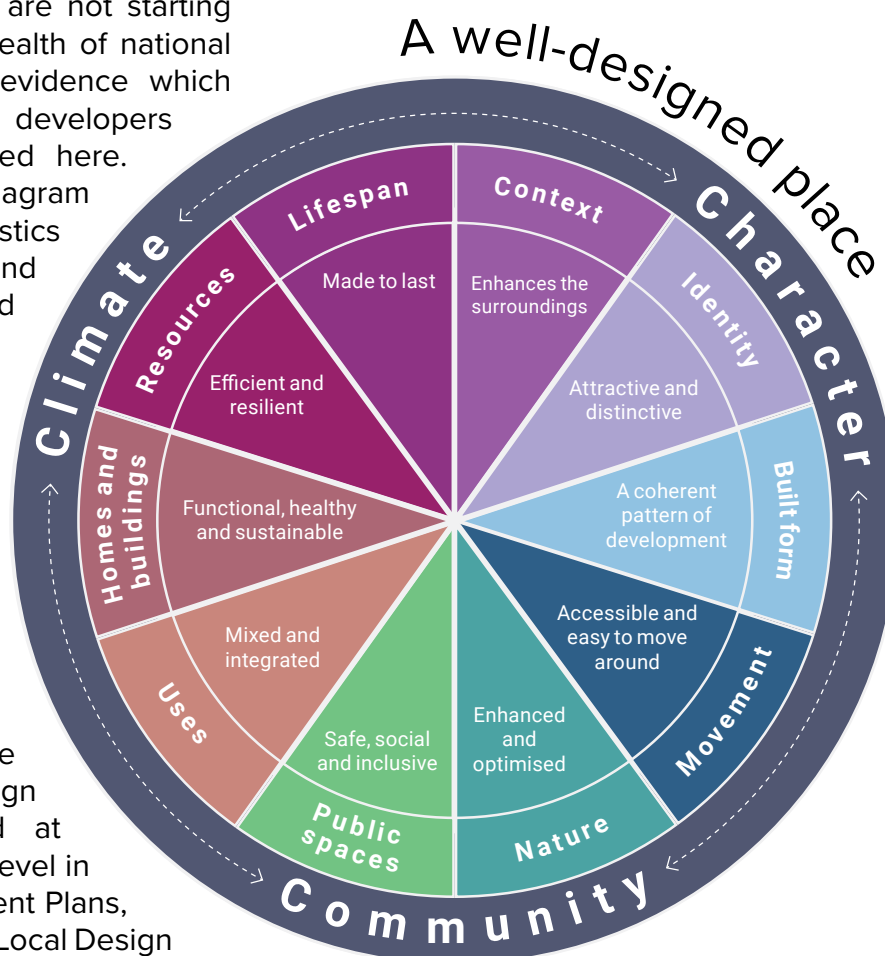 are not starting
ealth of national
evidence which
developers
ed here.
agram
stics
nd
d
A well-designed place
Climate
Character
Community
Lifespan
Made to last
Context
Enhances the
surroundings
Identity
Attractive and
distinctive
Built form
A coherent
pattern of
development
Movement
Accessible and
easy to move
around
Nature
Enhanced
and
optimised
Public
spaces
Safe, social
and inclusive
Uses
Mixed and
integrated
Homes and
buildings
Functional, healthy
and sustainable
Resources
Efficient and
resilient
e
gn
d at
evel in
ent Plans,
Local Design